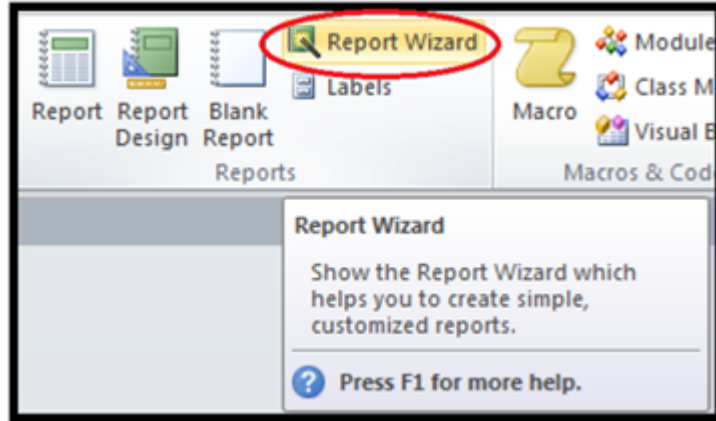 Report Wizard
Module
Labels
Class M
Report
Report Design
Blank Report
Macro
Visual B
Reports
Macros & Cod
Report Wizard
Show the Report Wizard which
helps you to create simple,
customized reports.
Press F1 for more help.